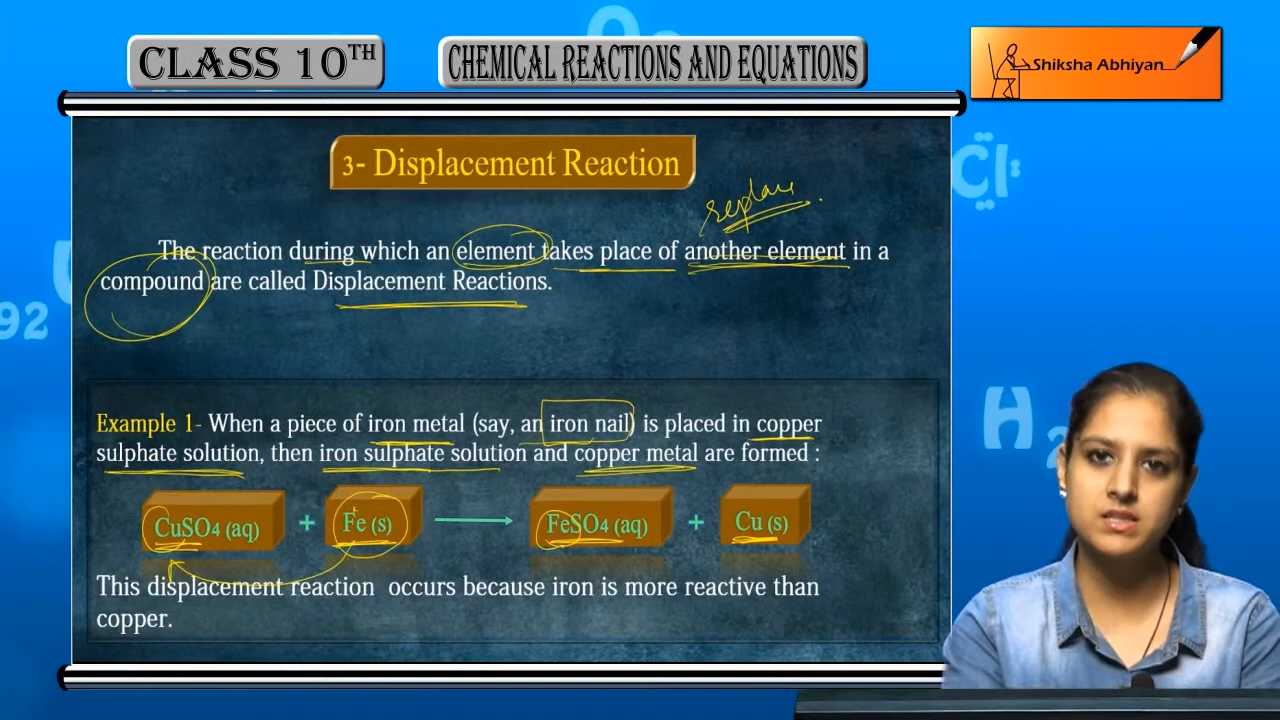 CLASS 10TH
CHEMICAL REACTIONS AND EQUATIONS
Shiksha Abhiyan
3- Displacement Reaction
replace
The reaction during which an element takes place of another element in a
compound are called Displacement Reactions.
92
Cl
H2
Example 1- When a piece of iron metal (say, an iron nail) is placed in copper
sulphate solution, then iron sulphate solution and copper metal are formed :
CuSO4 (aq) + Fe (s) → FeSO4 (aq) + Cu (s)
This displacement reaction occurs because iron is more reactive than
copper.